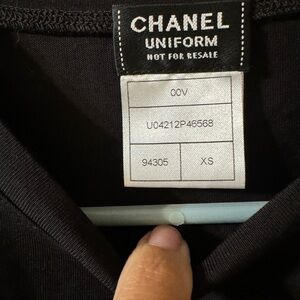 CHANEL
UNIFORM
NOT FOR RESALE
00V
U04212P46568
94305 XS